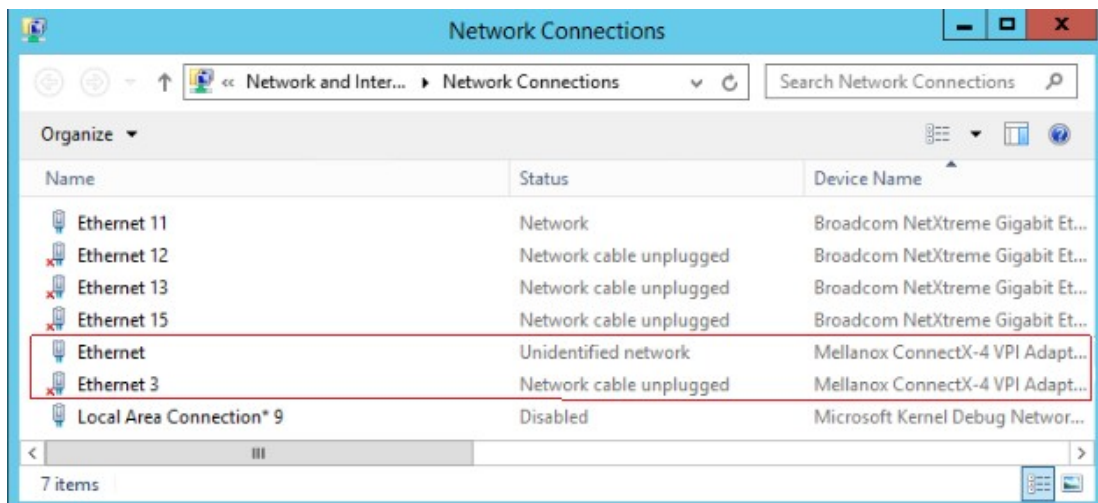 Network Connections
« Network and Inter... Network Connections Search Network Connections
Organize
Name Status Device Name
Ethernet 11 Network Broadcom NetXtreme Gigabit Et...
Ethernet 12 Network cable unplugged Broadcom NetXtreme Gigabit Et...
Ethernet 13 Network cable unplugged Broadcom NetXtreme Gigabit Et...
Ethernet 15 Network cable unplugged Broadcom NetXtreme Gigabit Et...
Ethernet Unidentified network Mellanox ConnectX-4 VPI Adapt...
Ethernet 3 Network cable unplugged Mellanox ConnectX-4 VPI Adapt...
Local Area Connection* 9 Disabled Microsoft Kernel Debug Networ...
7 items